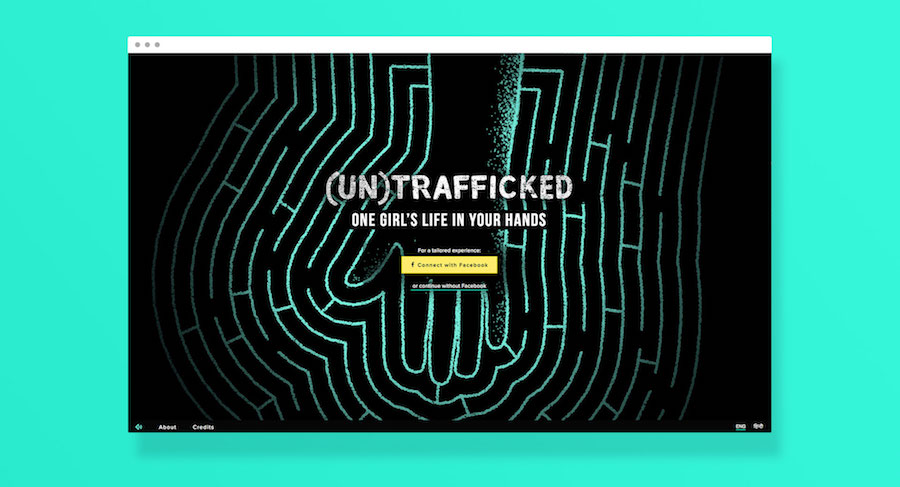 (UN)TRAFFICKED
ONE GIRL'S LIFE IN YOUR HANDS
For a tailored experience:
f Connect with Facebook
or continue without Facebook
About Credits ENG हिन्दी